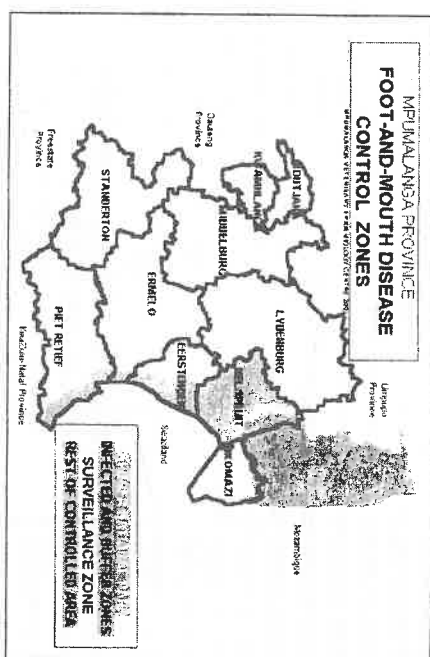 MPUMALANGA PROVINCE
FOOT-AND-MOUTH DISEASE
CONTROL ZONES
Limpopo
Province
Mozambique
Gauteng
Province
LYDENBURG
MIDDELBURG
KOMAZI
ERMELO
STANDERTON
Swaziland
Freestate
Province
PIET RETIEF
KwaZulu-Natal Province
INFECTED AND BUFFER ZONES
SURVEILLANCE ZONE
REST OF CONTROLLED AREA